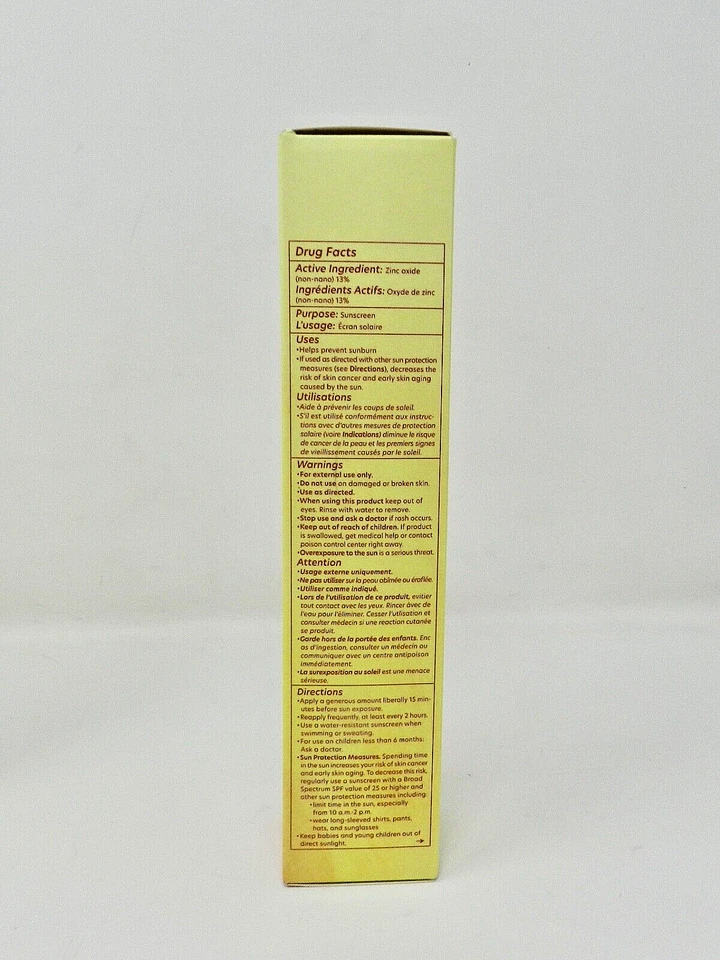 Drug Facts
Active Ingredient: Zinc oxide
(non-nano) 13%
Ingrédients Actifs: Oxyde de zinc
(non-nano) 13%
Purpose: Sunscreen
L'usage: Écran solaire
Uses
•Helps prevent sunburn
•If used as directed with other sun protection
measures (see Directions), decreases the
risk of skin cancer and early skin aging
caused by the sun.
Utilisations
•Aide à prévenir les coups de soleil.
•S'il est utilisé conformément aux instruc-
tions avec d'autres mesures de protection
solaire (voire Indications) diminue le risque
de cancer de la peau et les premiers signes
de vieillissement causés par le soleil.
Warnings
•For external use only.
•Do not use on damaged or broken skin.
•Use as directed.
•When using this product keep out of
eyes. Rinse with water to remove.
•Stop use and ask a doctor if rash occurs.
•Keep out of reach of children. If product
is swallowed, get medical help or contact
poison control center right away.
•Overexposure to the sun is a serious threat.
Attention
•Usage externe uniquement.
•Ne pas utiliser sur la peau abîmée ou éraflée.
•Utiliser comme indiqué.
•Lors de l'utilisation de ce produit, evitier
tout contact avec les yeux. Rincer àvec de
l'eau pour l'éliminer. Cesser l'utlisation et
consulter médecin si une reaction cutanée
se produit.
•Garde hors de la portée des enfants. Enc
as d'ingestion, consulter un médecin ou
communiquer avec un centre antipoison
immédiatement.
•La surexposition au soleil est une menace
sérieuse.
Directions
•Apply a generous amount liberally 15 min-
utes before sun exposure.
•Reapply frequently, at least every 2 hours.
•Use a water-resistant sunscreen when
swimming or sweating.
•For use on children less than 6 months:
Ask a doctor.
•Sun Protection Measures. Spending time
in the sun increases your risk of skin cancer
and early skin aging. To decrease this risk,
regularly use a sunscreen with a Broad
Spectrum SPF value of 25 or higher and
other sun protection measures including:
•limit time in the sun, especially
from 10 a.m.-2 p.m.
•wear long-sleeved shirts, pants,
hats, and sunglasses
•Keep babies and young children out of
direct sunlight. →